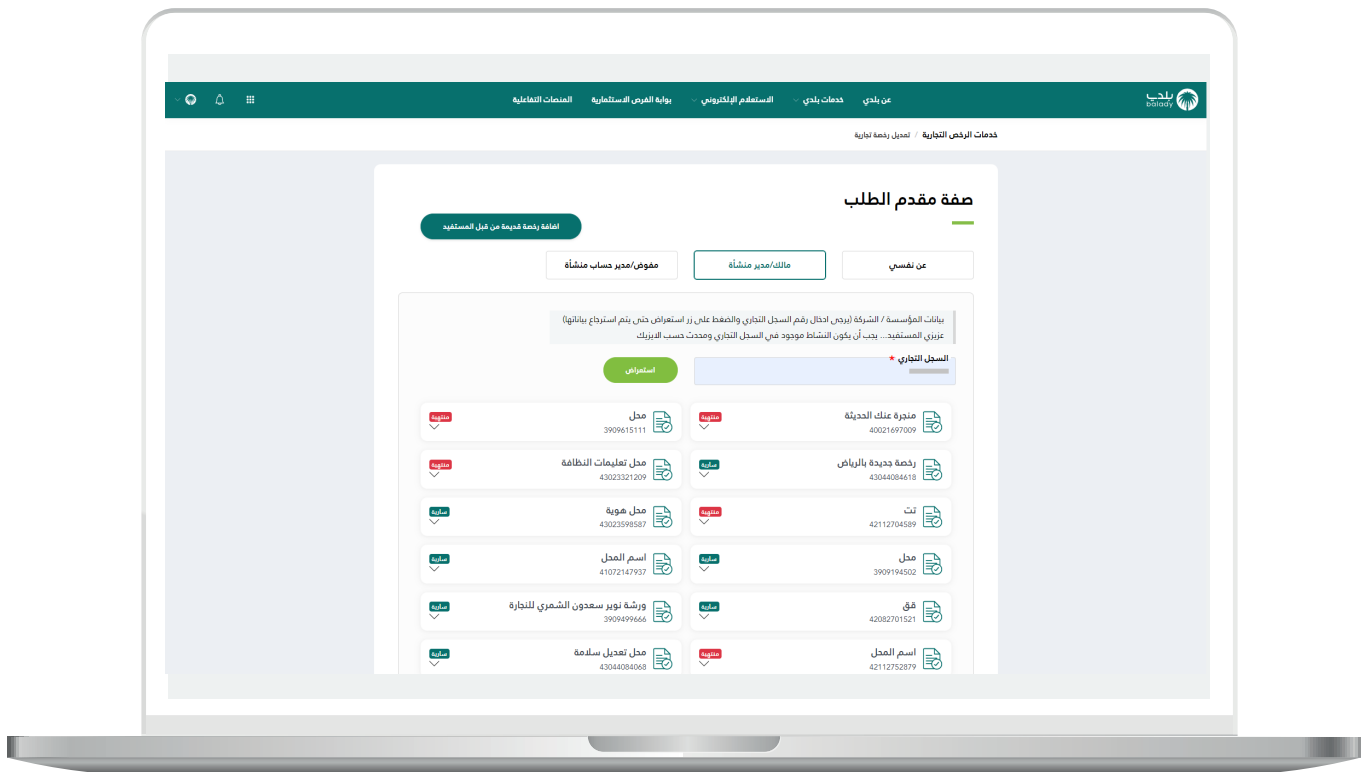 بلدي
balady
عن بلدي
خدمات بلدي
الاستعلام الإلكتروني
بوابة الفرص الاستثمارية
المنصات التفاعلية
خدمات الرخص التجارية / تعديل رخصة تجارية
صفة مقدم الطلب
اضافة رخصة قديمة من قبل المستفيد
عن نفسي
مالك/مدير منشأة
مفوض/مدير حساب منشأة
بيانات المؤسسة / الشركة (يرجى ادخال رقم السجل التجاري والضغط على زر استعراض حتى يتم استرجاع بياناتها)
عزيزي المستفيد... يجب أن يكون النشاط موجود في السجل التجاري ومحدث حسب الايزيك
السجل التجاري *
استعراض
منجرة عنك الحديثة
40021697009
منتهية
محل
3909615111
منتهية
رخصة جديدة بالرياض
43044084618
سارية
محل تعليمات النظافة
43023321209
منتهية
تت
42112704589
منتهية
محل هوية
43023598587
سارية
محل
3909194502
سارية
اسم المحل
41072147937
سارية
قق
42082701521
سارية
ورشة نوير سعدون الشمري للنجارة
3909499666
سارية
اسم المحل
42112752879
منتهية
محل تعديل سلامة
43044084068
سارية